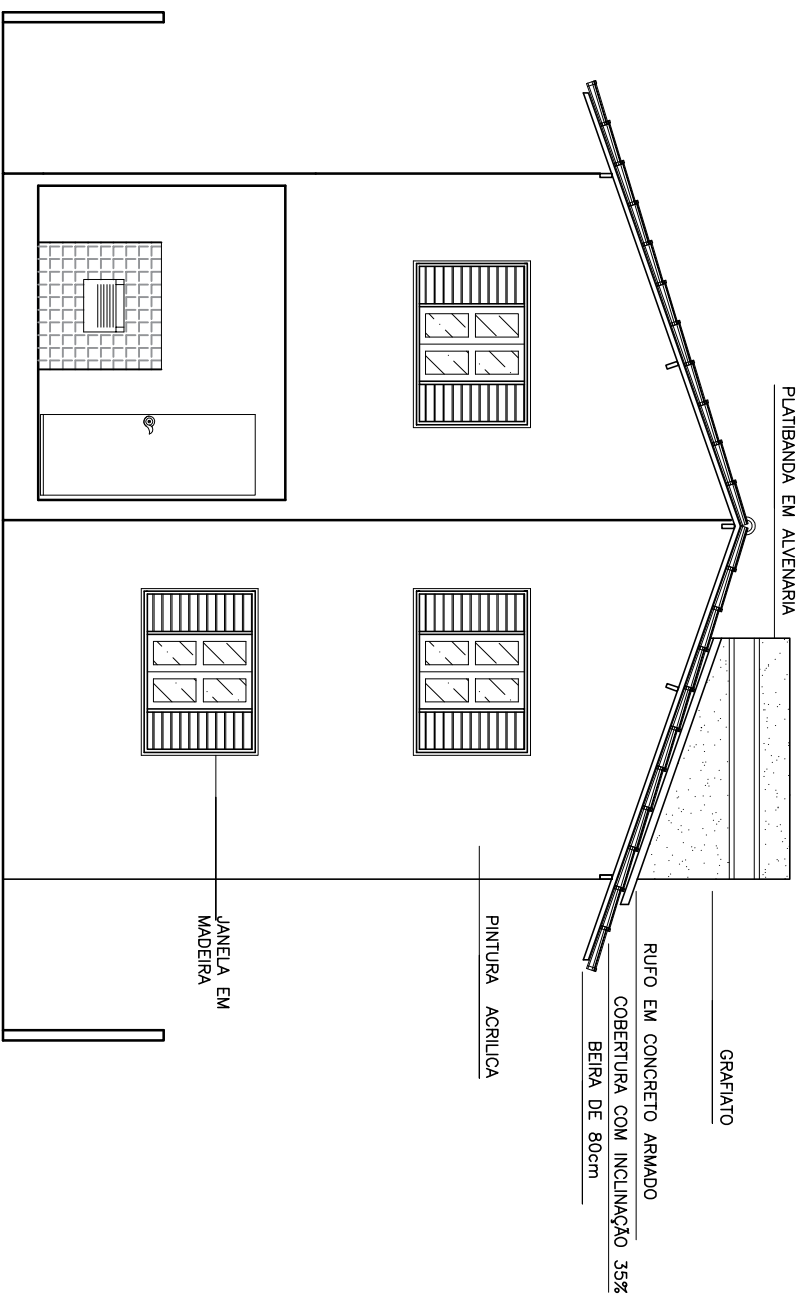 PLATIBANDA EM ALVENARIA
GRAFIATO
RUFO EM CONCRETO ARMADO
COBERTURA COM INCLINAÇÃO 35%
BEIRA DE 80cm
PINTURA ACRILICA
JANELA EM
MADEIRA